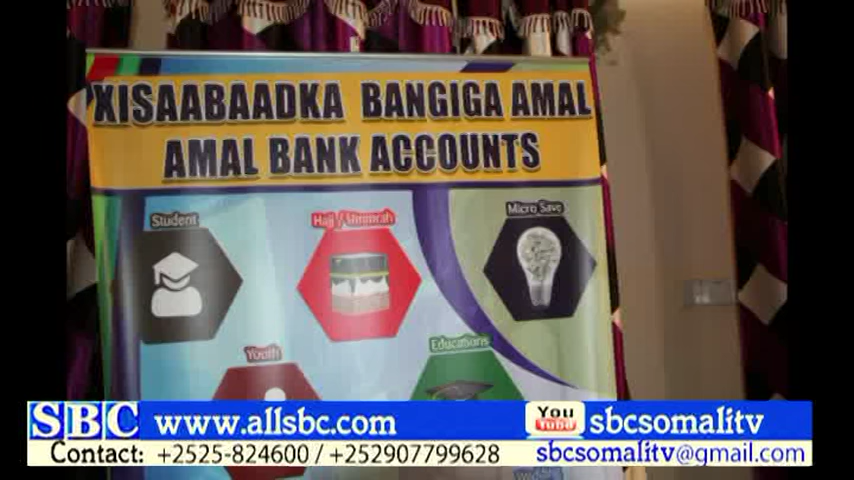 XISAABAADKA BANGIGA AMAL
AMAL BANK ACCOUNTS
Student
Hajj / Ummrah
Micro Save
Youth
Educations
SBC www.allsbc.com
You Tube sbcsomalitv
Contact: +2525-824600 / +252907799628
sbcsomalitv@gmail.com